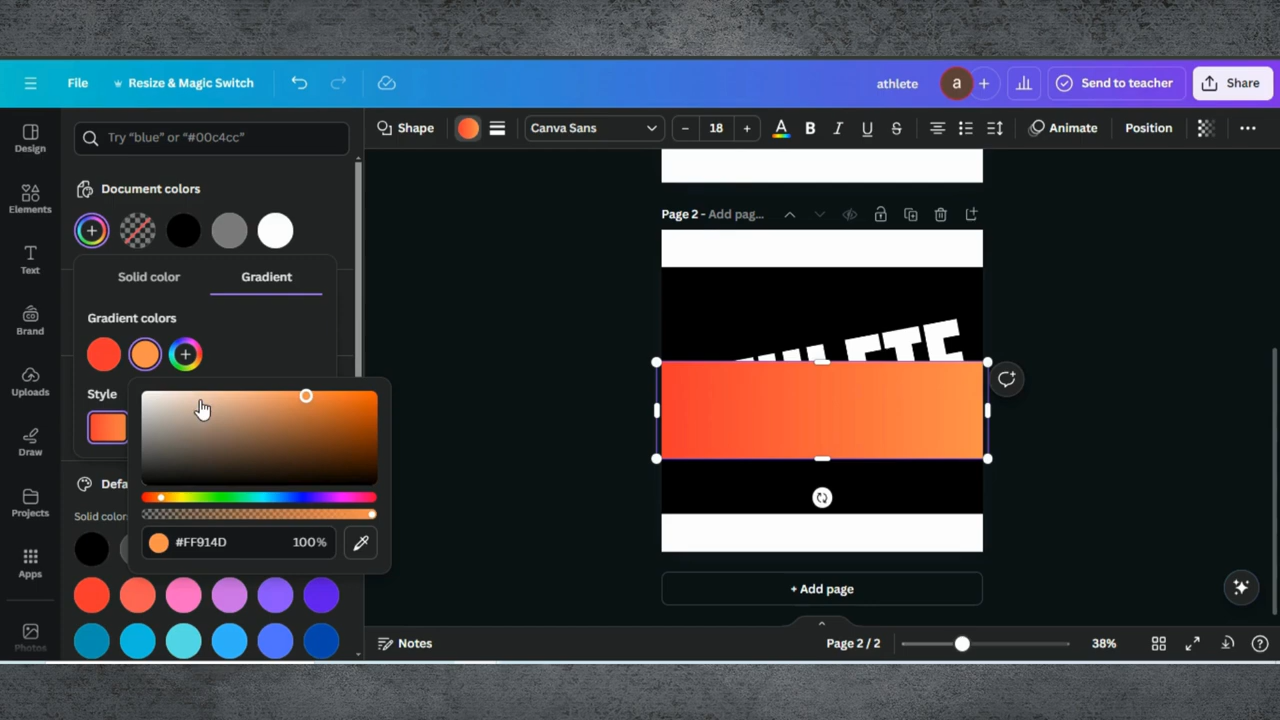 File
Resize & Magic Switch
athlete
a
Send to teacher
Share
Try "blue" or "#00c4cc"
Shape
Canva Sans
18
A
B
I
U
S
Animate
Position
Design
Elements
Text
Brand
Uploads
Draw
Projects
Apps
Photos
Document colors
Solid color
Gradient
Gradient colors
Style
#FF914D
100%
Solid color
Page 2 - Add pag...
+ Add page
Notes
Page 2 / 2
38%